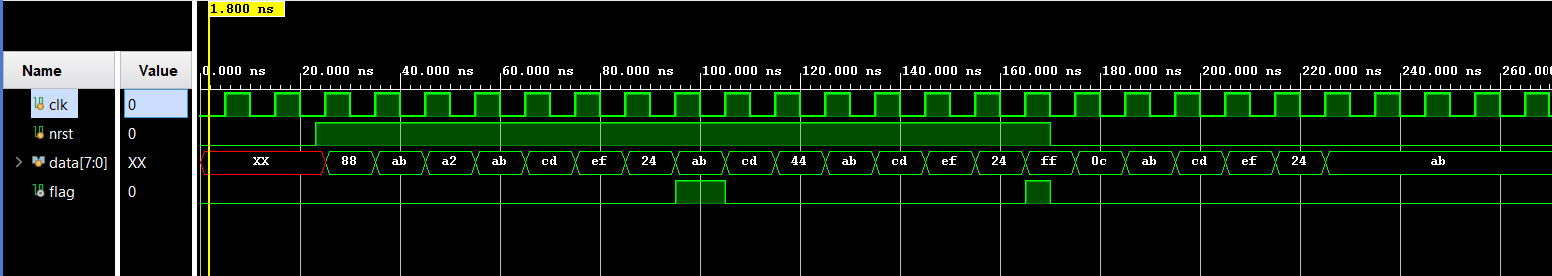 1.800 ns
Name Value
0.000 ns 20.000 ns 40.000 ns 60.000 ns 80.000 ns 100.000 ns 120.000 ns 140.000 ns 160.000 ns 180.000 ns 200.000 ns 220.000 ns 240.000 ns 260.000
clk 0
nrst 0
data[7:0] XX XX 88 ab a2 ab cd ef 24 ab cd 44 ab cd ef 24 ff 0c ab cd ef 24 ab
flag 0